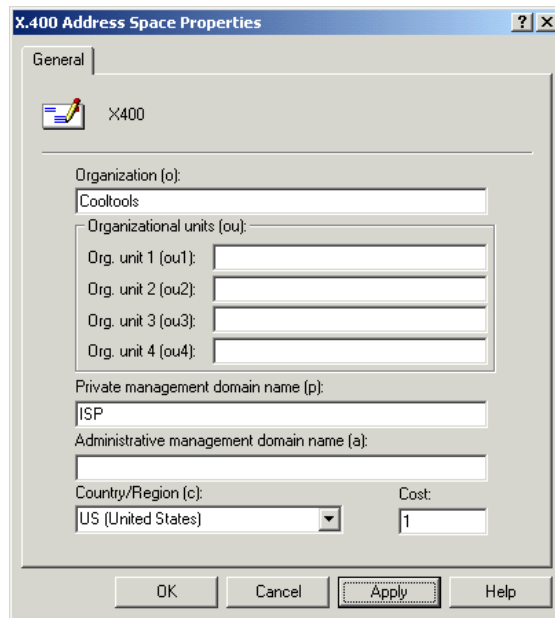 X.400 Address Space Properties
General
X400
Organization (o):
Cooltools
Organizational units (ou):
Org. unit 1 (ou1):
Org. unit 2 (ou2):
Org. unit 3 (ou3):
Org. unit 4 (ou4):
Private management domain name (p):
ISP
Administrative management domain name (a):
Country/Region (c): Cost:
US (United States) 1
OK Cancel Apply Help